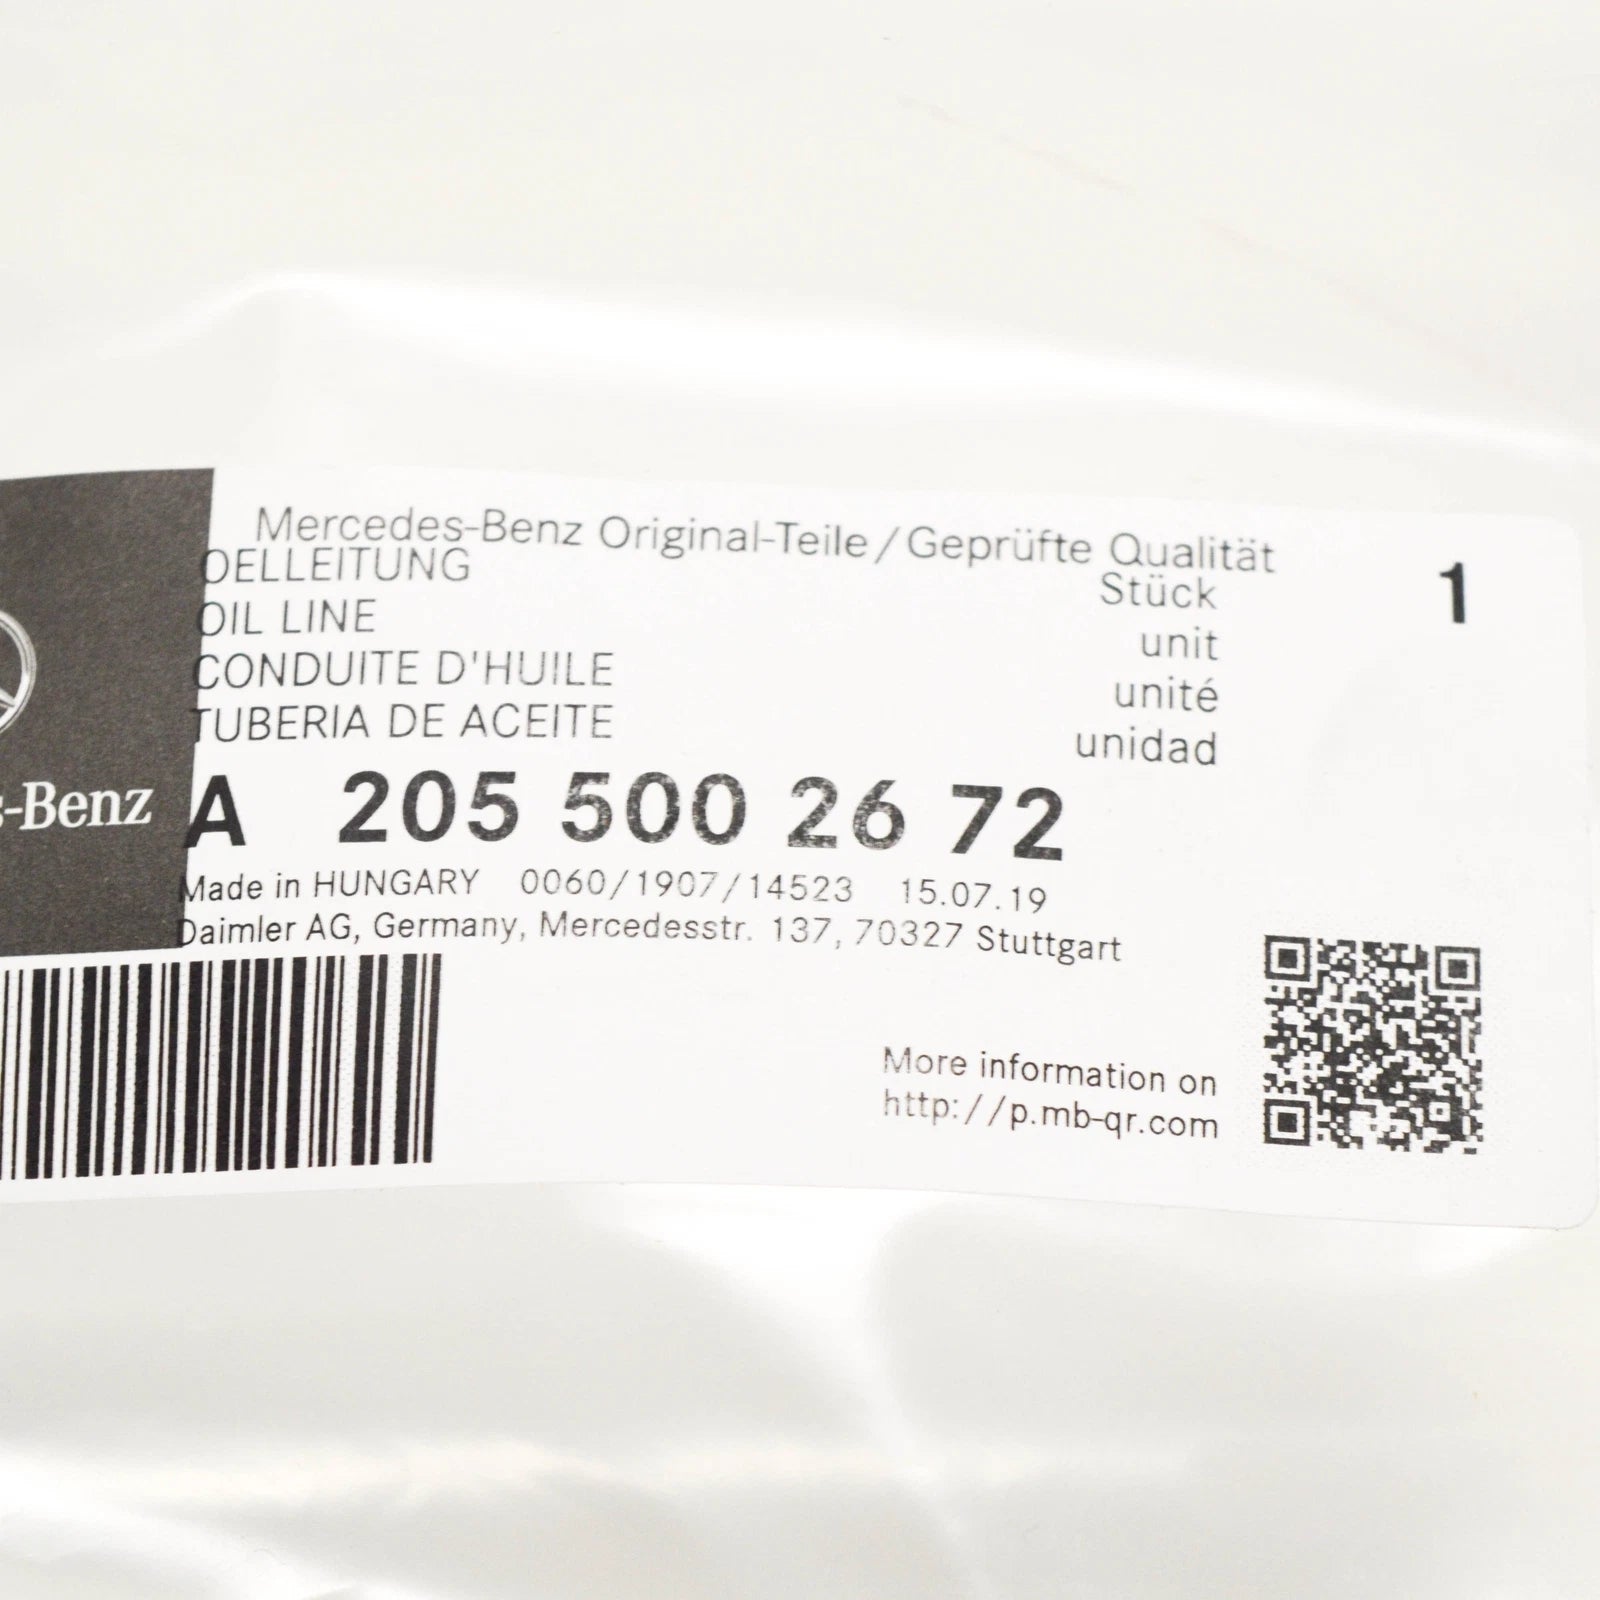 Mercedes-Benz Original-Teile/Geprüfte Qualität
OELLEITUNG Stück 1
OIL LINE unit
CONDUITE D'HUILE unité
TUBERIA DE ACEITE unidad
s-Benz
A 205 500 26 72
Made in HUNGARY 0060/1907/14523 15.07.19
Daimler AG, Germany, Mercedesstr. 137, 70327 Stuttgart
More information on
http://p.mb-qr.com